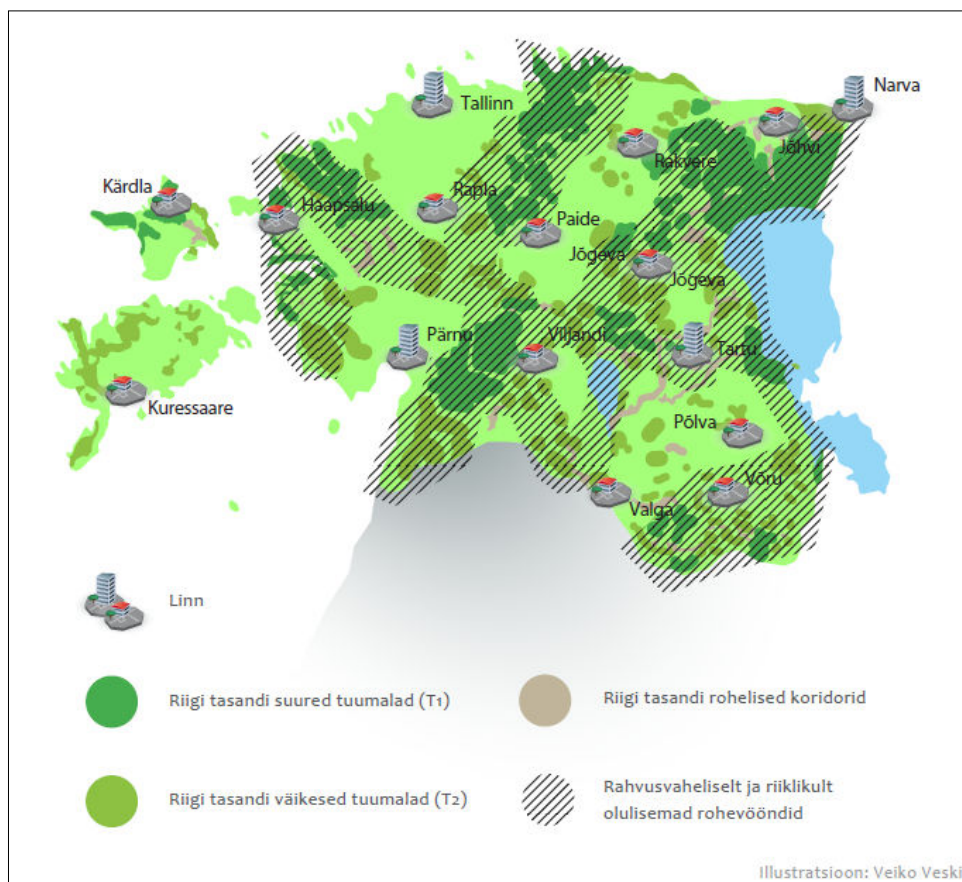 Narva
Tallinn
Jõhvi
Rakvere
Kärdla
Rapla
Haapsalu
Paide
Jõgeva
Jõgeva
Pärnu
Viljandi
Tartu
Kuressaare
Põlva
Võru
Valga
Linn
Riigi tasandi suured tuumalad (T1)
Riigi tasandi rohelised koridorid
Riigi tasandi väikesed tuumalad (T2)
Rahvusvaheliselt ja riiklikult
olulisemad rohevööndid
Illustratsioon: Veiko Veski